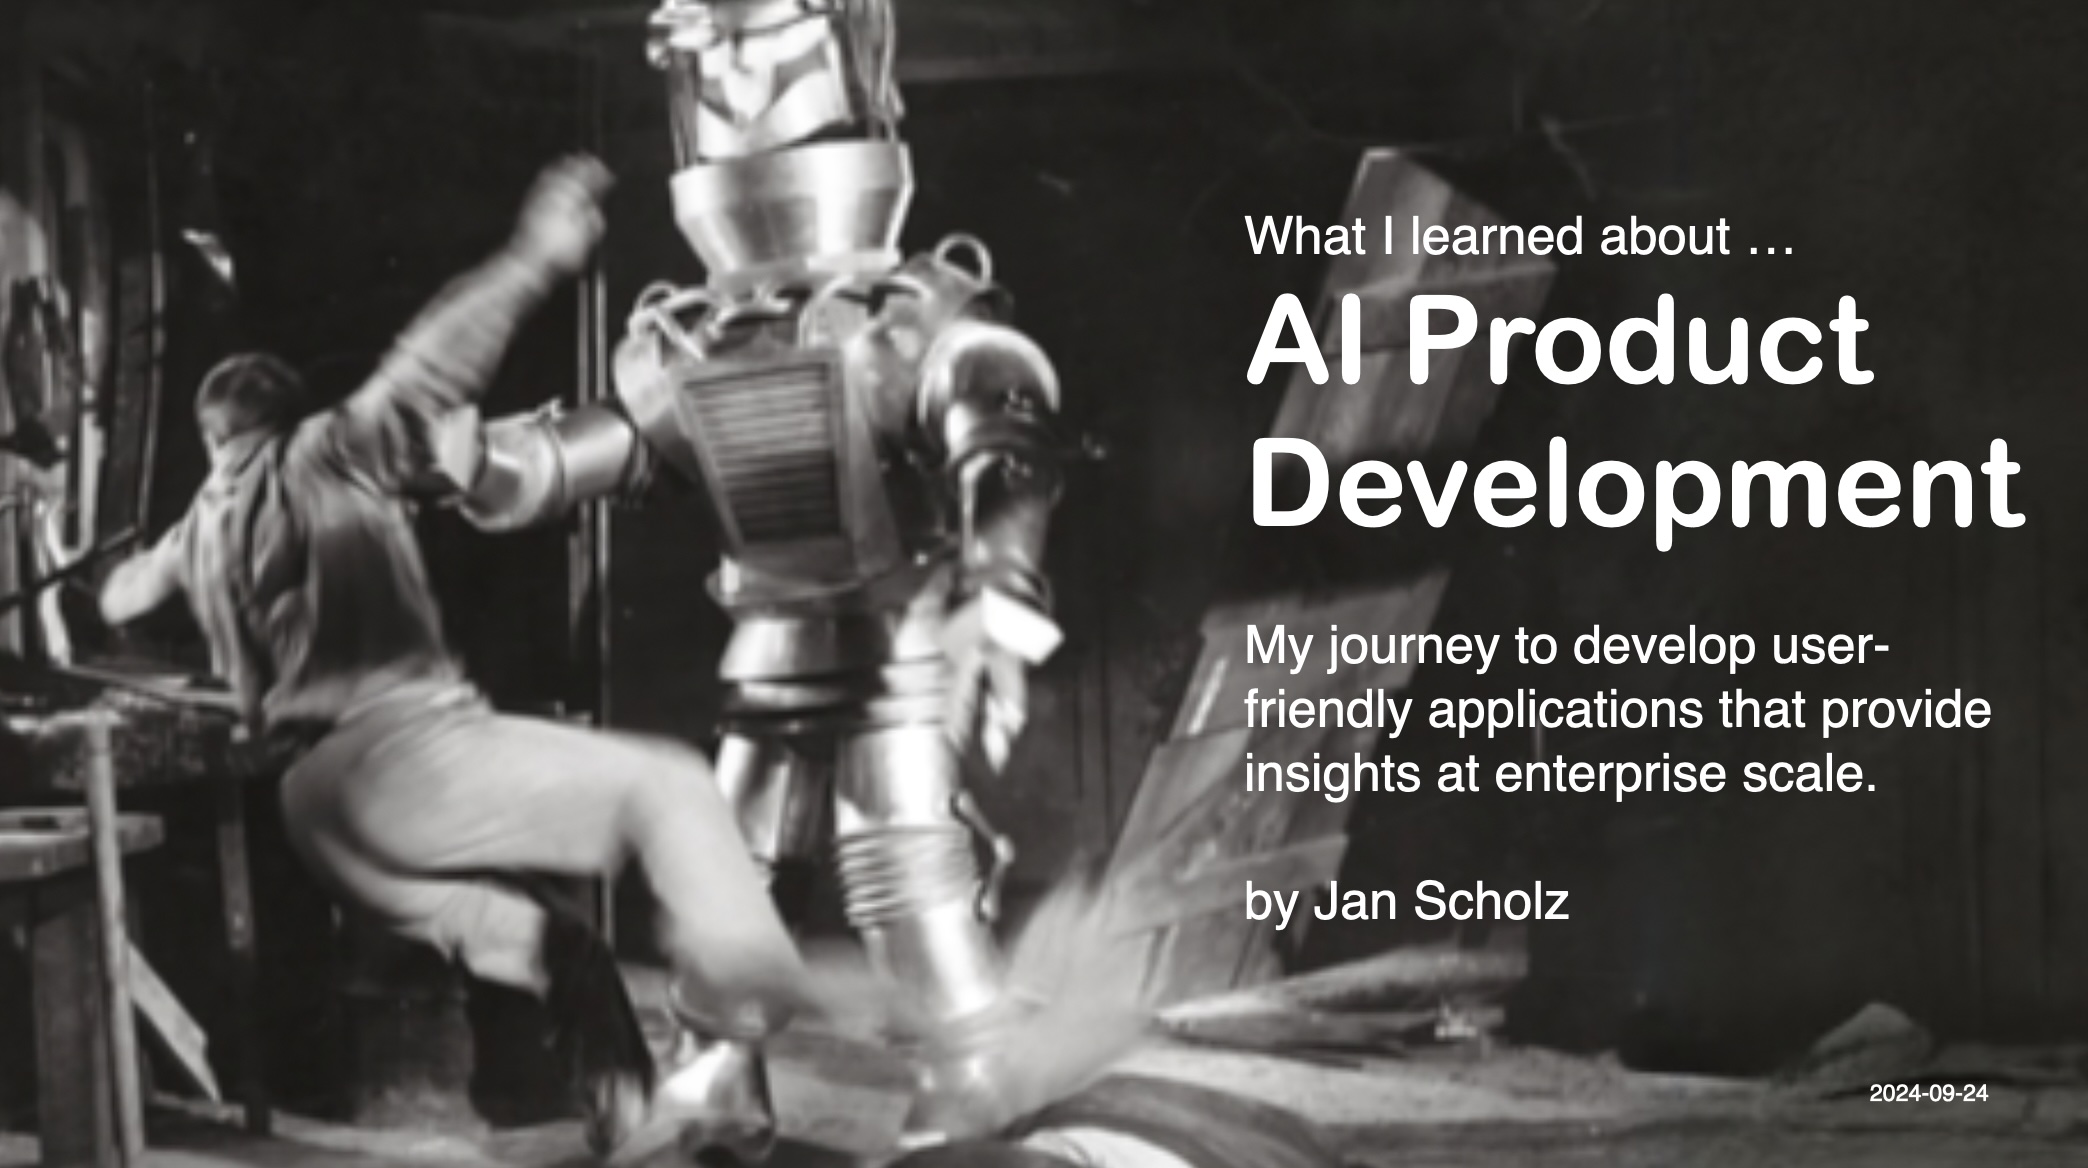 What I learned about …
AI Product
Development
My journey to develop user-
friendly applications that provide
insights at enterprise scale.
by Jan Scholz
2024-09-24